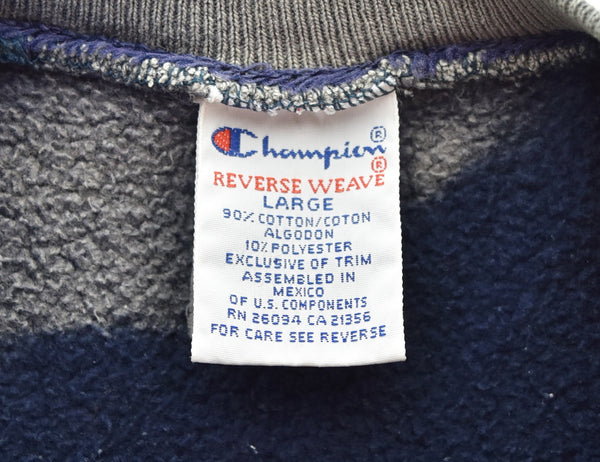 Champion®
REVERSE WEAVE®
LARGE
90% COTTON/COTON
ALGODON
10% POLYESTER
EXCLUSIVE OF TRIM
ASSEMBLED IN
MEXICO
OF U.S. COMPONENTS
RN 26094 CA 21356
FOR CARE SEE REVERSE